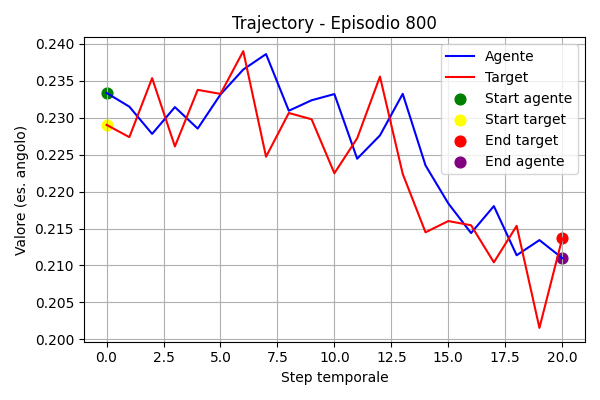 Trajectory - Episodio 800
0.240
0.235
0.230
0.225
0.220
0.215
0.210
0.205
0.200
Valore (es. angolo)
Agente
Target
Start agente
Start target
End target
End agente
0.0 2.5 5.0 7.5 10.0 12.5 15.0 17.5 20.0
Step temporale